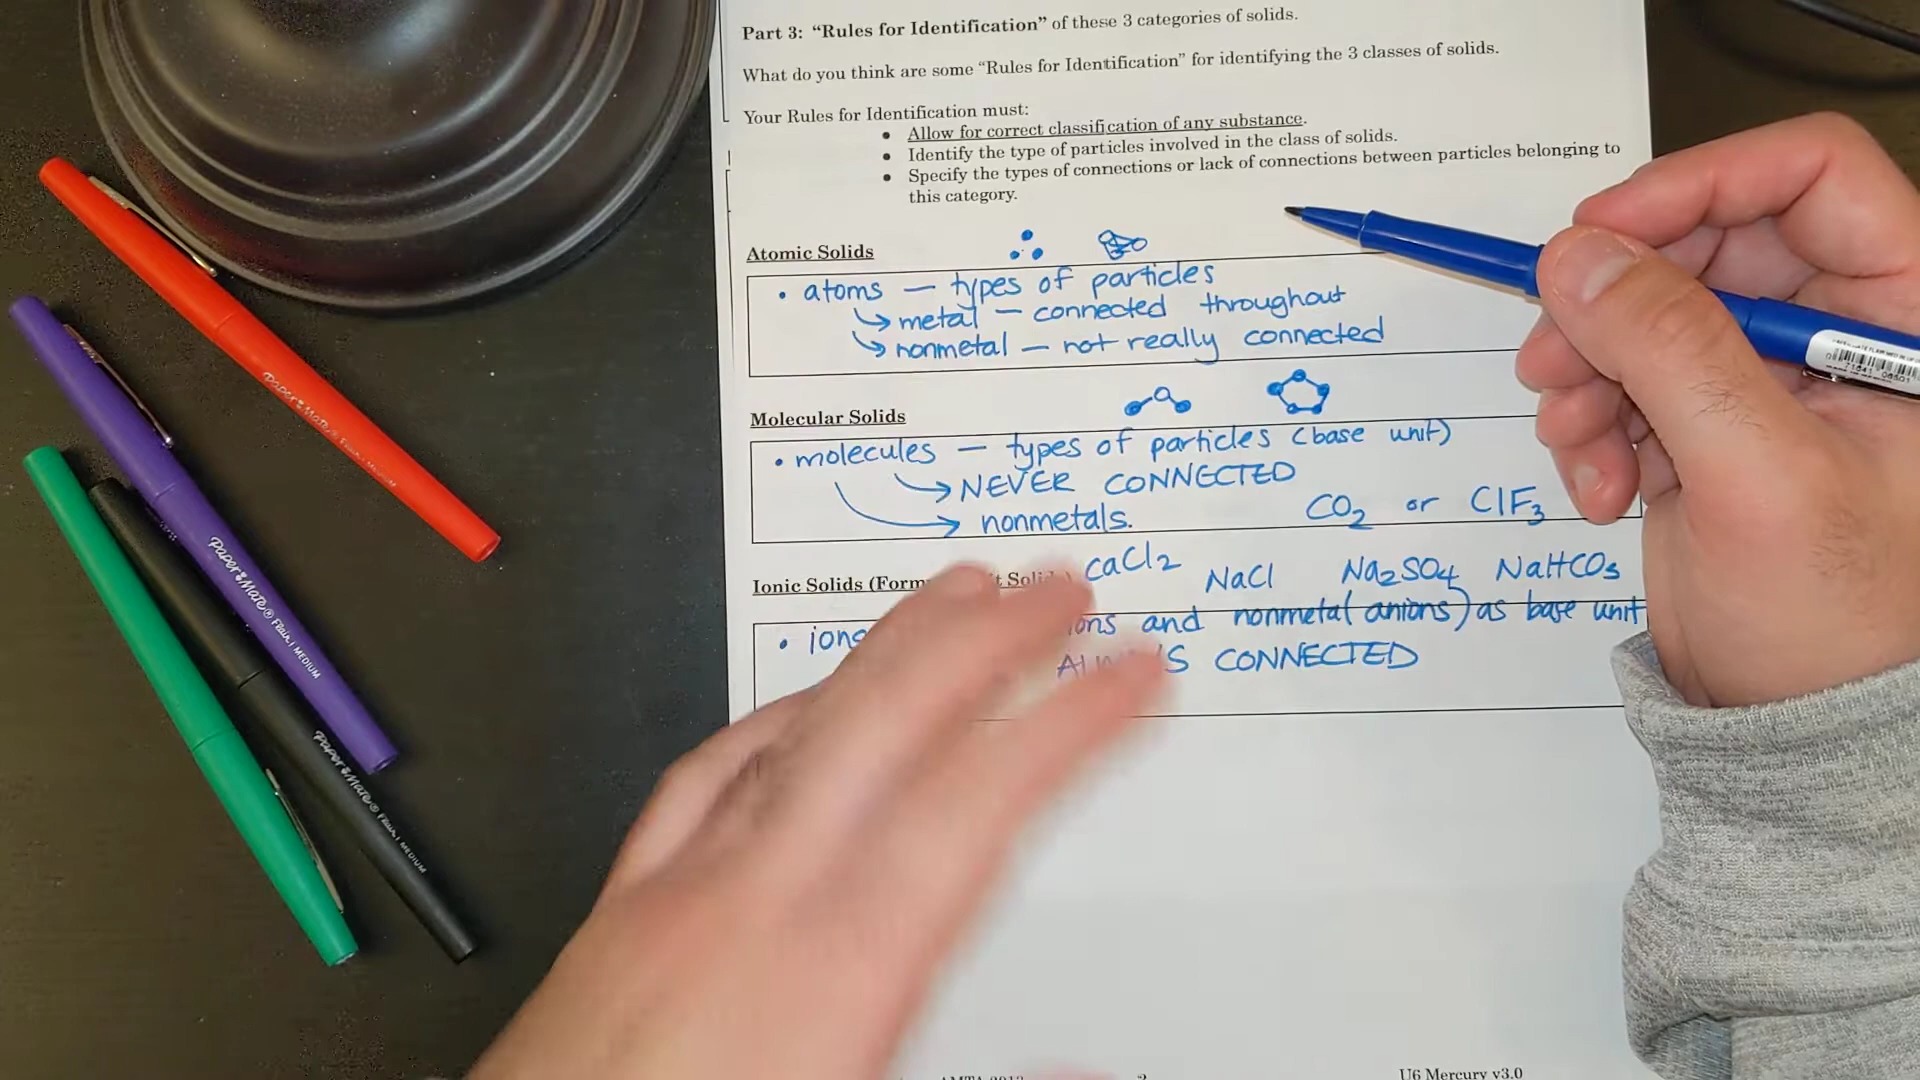 Part 3: “Rules for Identification” of these 3 categories of solids.
What do you think are some “Rules for Identification” for identifying the 3 classes of solids.
Your Rules for Identification must:
• Allow for correct classification of any substance.
• Identify the type of particles involved in the class of solids.
• Specify the types of connections or lack of connections between particles belonging to
this category.
Atomic Solids
• atoms — types of particles
↳ metal — connected throughout
↳ nonmetal — not really connected
Molecular Solids
• molecules — types of particles (base unit)
→ NEVER CONNECTED
→ nonmetals.
CO2 or ClF3
Ionic Solids (Form
CaCl2 NaCl Na2SO4 NaHCO3
• ions and nonmetal (anions) as base unit
CONNECTED
Paper Mate Flair MEDIUM
Paper Mate Flair MEDIUM
Paper Mate Flair MEDIUM
U6 Mercury v3.0